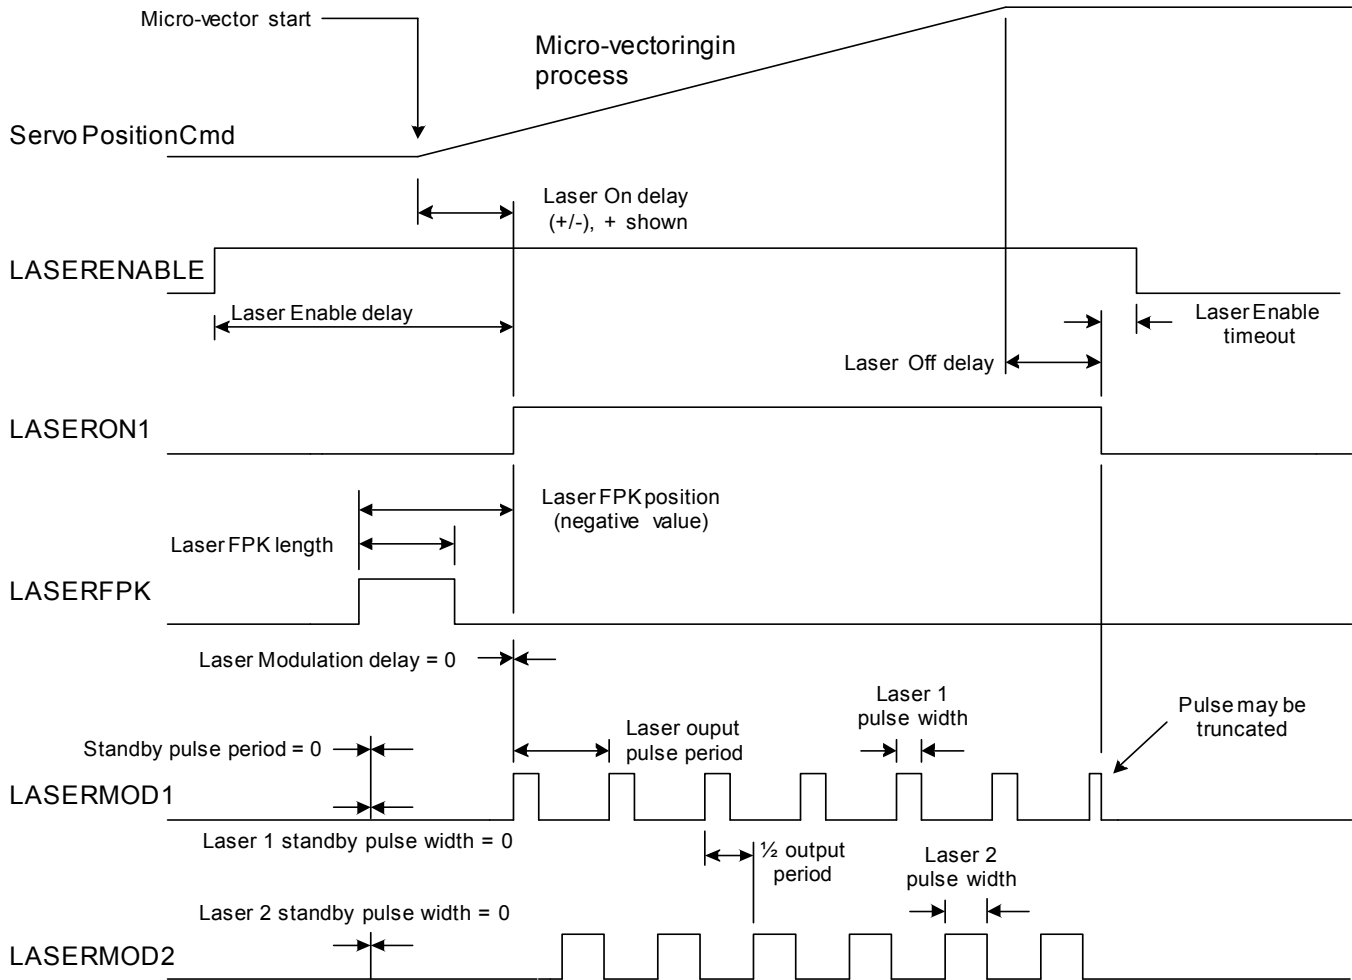 Micro-vector start
Micro-vectoringin
process
Servo PositionCmd
Laser On delay
(+/-), + shown
LASERENABLE
Laser Enable delay
Laser Enable
timeout
Laser Off delay
LASERON1
Laser FPK position
(negative value)
Laser FPK length
LASERFPK
Laser Modulation delay = 0
Laser 1
pulse width
Pulse may be
truncated
Laser ouput
pulse period
Standby pulse period = 0
LASERMOD1
Laser 1 standby pulse width = 0
½ output
period
Laser 2
pulse width
Laser 2 standby pulse width = 0
LASERMOD2